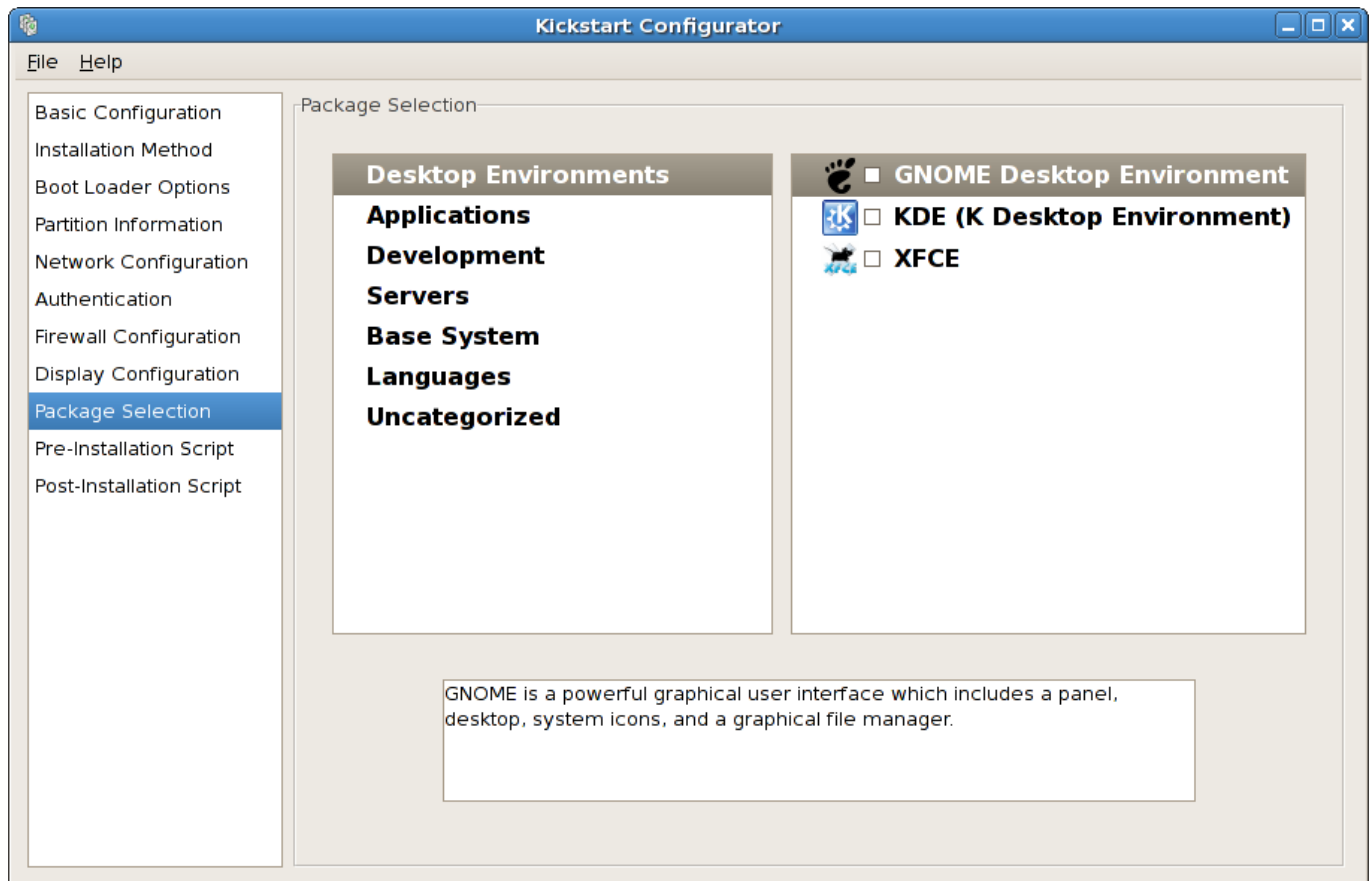 Kickstart Configurator
File Help
Basic Configuration
Installation Method
Boot Loader Options
Partition Information
Network Configuration
Authentication
Firewall Configuration
Display Configuration
Package Selection
Pre-Installation Script
Post-Installation Script
Package Selection
Desktop Environments
Applications
Development
Servers
Base System
Languages
Uncategorized
GNOME Desktop Environment
KDE (K Desktop Environment)
XFCE
GNOME is a powerful graphical user interface which includes a panel,
desktop, system icons, and a graphical file manager.